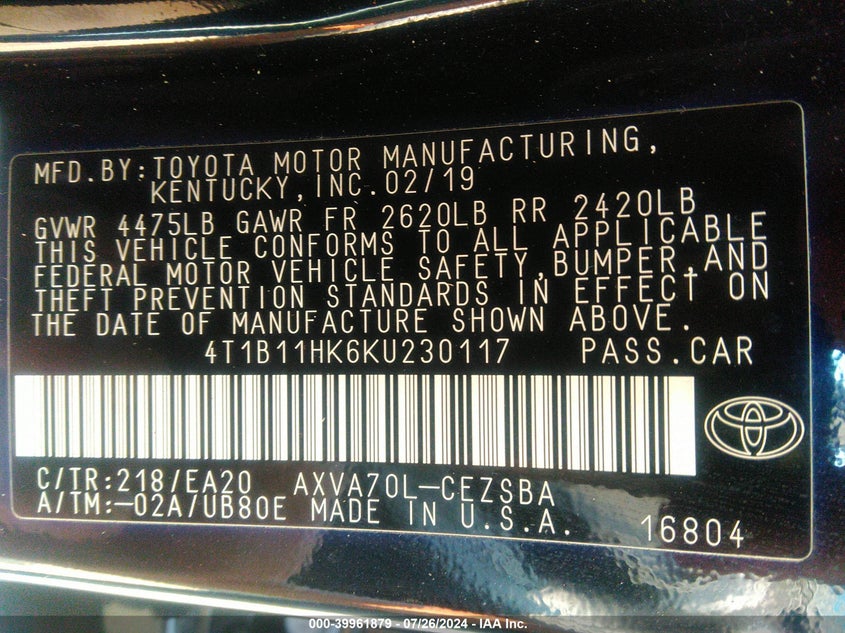 MFD.BY:TOYOTA MOTOR MANUFACTURING,
KENTUCKY,INC.02/19
GVWR 4475LB GAWR FR 2620LB RR 2420LB
THIS VEHICLE CONFORMS TO ALL APPLICABLE
FEDERAL MOTOR VEHICLE SAFETY,BUMPER,AND
THEFT PREVENTION STANDARDS IN EFFECT ON
THE DATE OF MANUFACTURE SHOWN ABOVE.
4T1B11HK6KU230117 PASS.CAR
C/TR:218/EA20 AXVA70L-CEZSBA
A/TM:-02A/UB80E MADE IN U.S.A. 16804
000-39961879 / 07/26/2024 - IAA Inc.